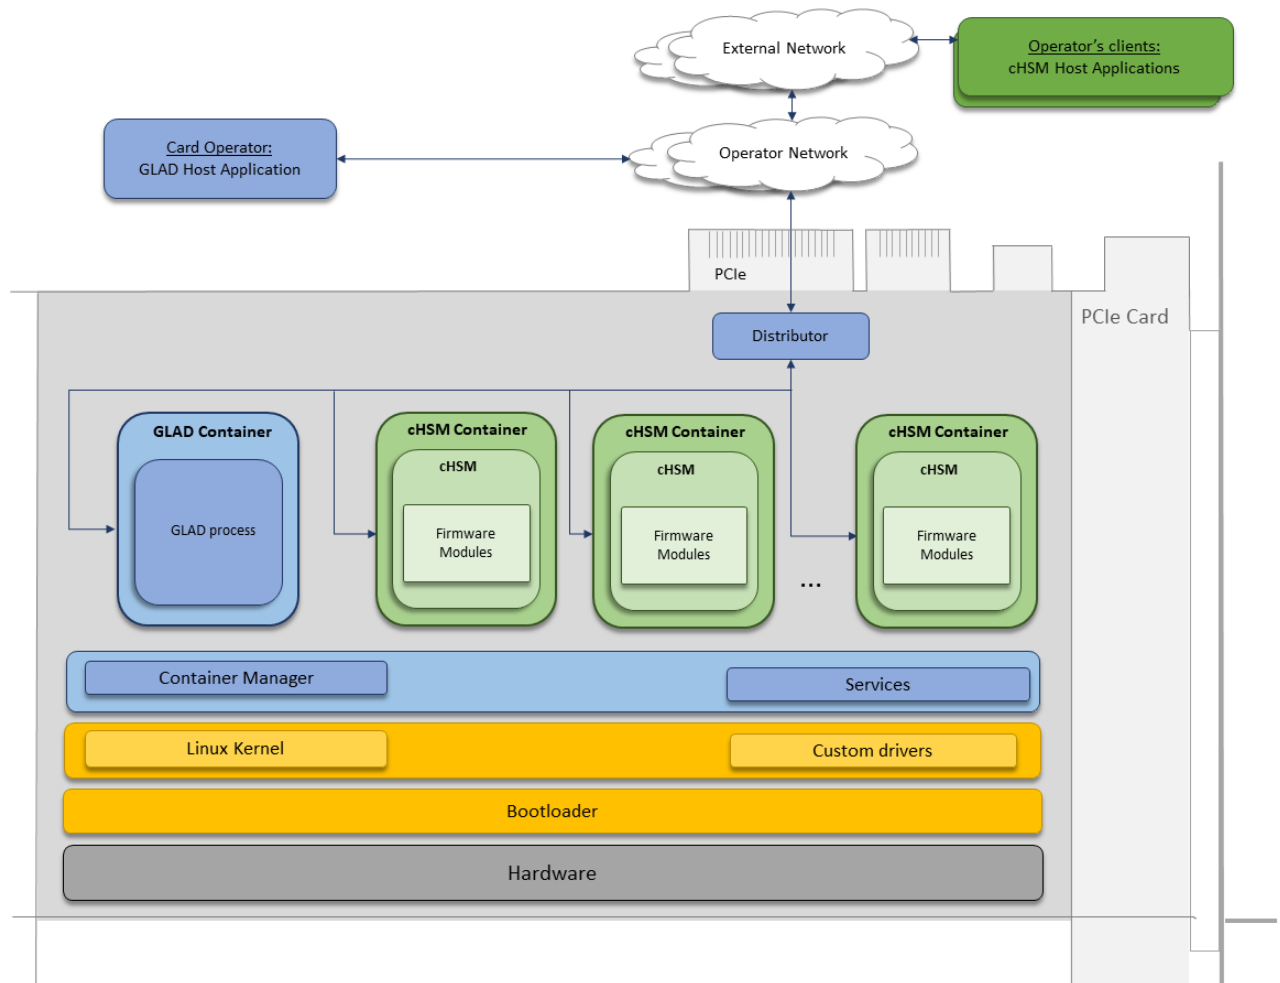 External Network
Operator's clients:
cHSM Host Applications
Card Operator:
GLAD Host Application
Operator Network
PCIe
PCIe Card
Distributor
GLAD Container
GLAD process
cHSM Container
cHSM
Firmware
Modules
cHSM Container
cHSM
Firmware
Modules
...
cHSM Container
cHSM
Firmware
Modules
Container Manager
Services
Linux Kernel
Custom drivers
Bootloader
Hardware